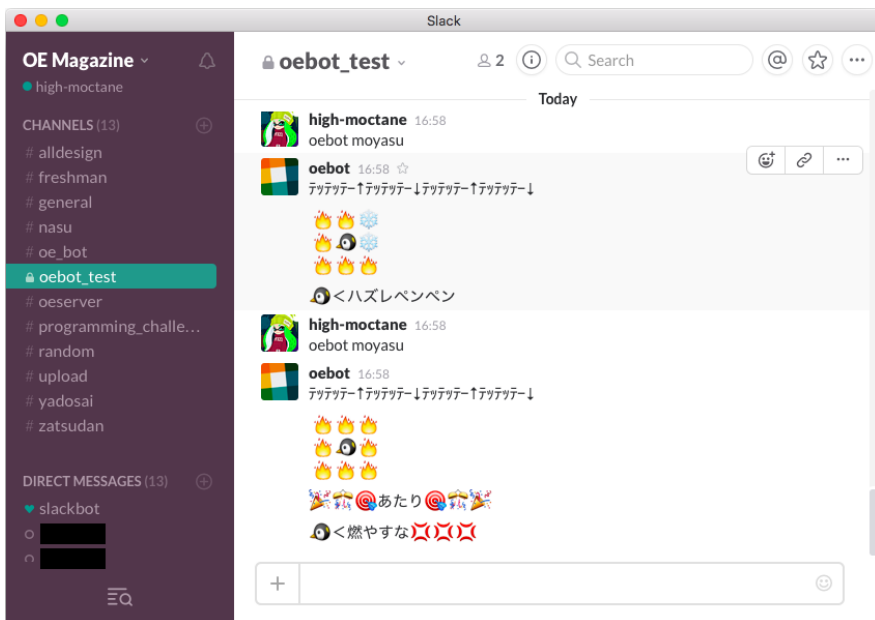 Slack
OE Magazine
high-moctane
CHANNELS (13)
# alldesign
# freshman
# general
# nasu
# oe_bot
oebot_test
# oeserver
# programming_challe...
# random
# upload
# yadosai
# zatsudan
DIRECT MESSAGES (13)
slackbot
oebot_test
2
Search
Today
high-moctane 16:58
oebot moyasu
oebot 16:58
ﾃｯﾃｯﾃｰ↑ﾃｯﾃｯﾃｰ↓ﾃｯﾃｯﾃｰ↑ﾃｯﾃｯﾃｰ↓
🔥🔥❄️
🔥🐧❄️
🔥🔥🔥
🐧<ハズレペンペン
high-moctane 16:58
oebot moyasu
oebot 16:58
ﾃｯﾃｯﾃｰ↑ﾃｯﾃｯﾃｰ↓ﾃｯﾃｯﾃｰ↑ﾃｯﾃｯﾃｰ↓
🔥🔥🔥
🔥🐧🔥
🔥🔥🔥
🎉🎊🎯あたり🎯🎊🎉
🐧<燃やすな💢💢💢